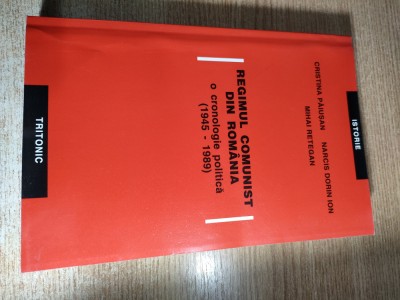 ISTORIE
CRISTINA PĂIUŞAN NARCIS DORIN ION
MIHAI RETEGAN
REGIMUL COMUNIST
DIN ROMÂNIA
o cronologie politică
(1945 - 1989)
TRITONIC